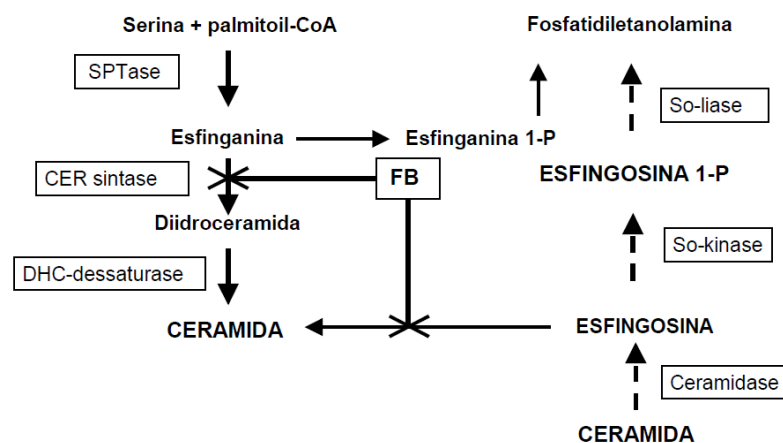 Serina + palmitoil-CoA
Fosfatidiletanolamina
SPTase
So-liase
Esfinganina
Esfinganina 1-P
CER sintase
FB
ESFINGOSINA 1-P
Diidroceramida
So-kinase
DHC-dessaturase
CERAMIDA
ESFINGOSINA
Ceramidase
CERAMIDA